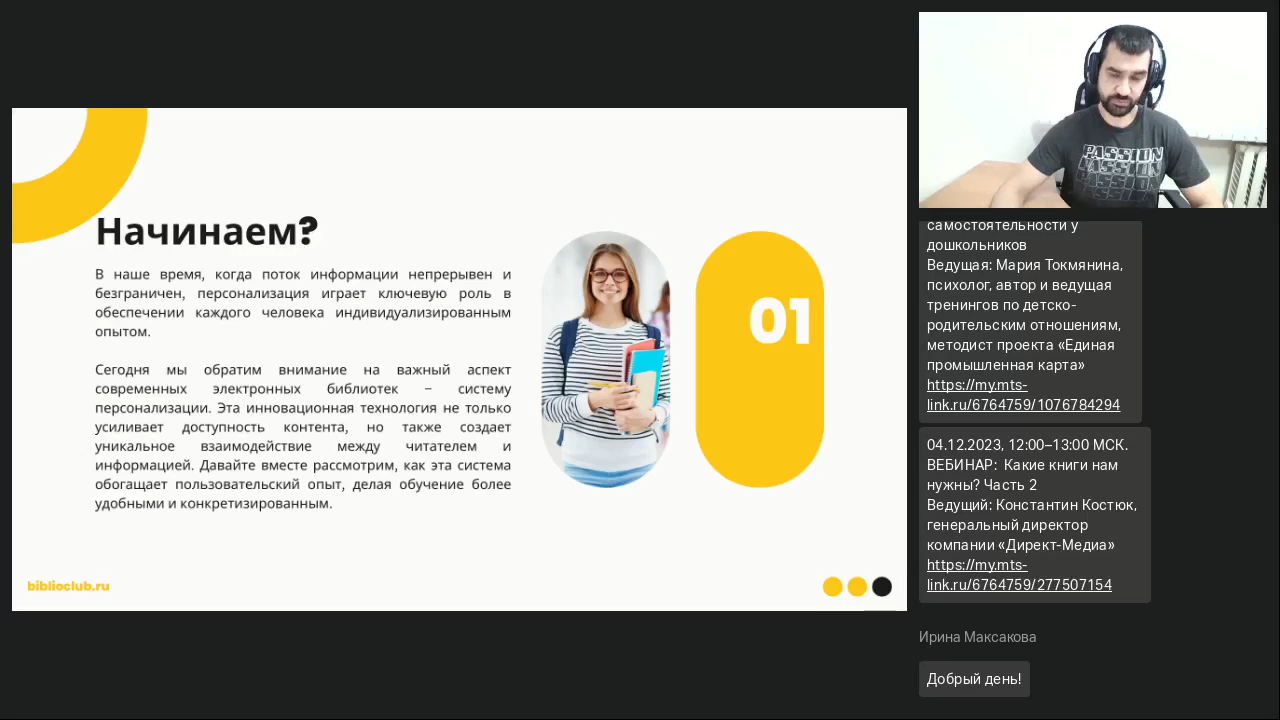 Начинаем?
В наше время, когда поток информации непрерывен и
безграничен, персонализация играет ключевую роль в
обеспечении каждого человека индивидуализированным
опытом.
Сегодня мы обратим внимание на важный аспект
современных электронных библиотек – систему
персонализации. Эта инновационная технология не только
усиливает доступность контента, но также создает
уникальное взаимодействие между читателем и
информацией. Давайте вместе рассмотрим, как эта система
обогащает пользовательский опыт, делая обучение более
удобными и конкретизированным.
01
biblioclub.ru
PASSION
PASSION
PASSION
самостоятельности у
дошкольников
Ведущая: Мария Токмянина,
психолог, автор и ведущая
тренингов по детско-
родительским отношениям,
методист проекта «Единая
промышленная карта»
https://my.mts-
link.ru/6764759/1076784294
04.12.2023, 12:00–13:00 МСК.
ВЕБИНАР:  Какие книги нам
нужны? Часть 2
Ведущий: Константин Костюк,
генеральный директор
компании «Директ-Медиа»
https://my.mts-
link.ru/6764759/277507154
Ирина Максакова
Добрый день!